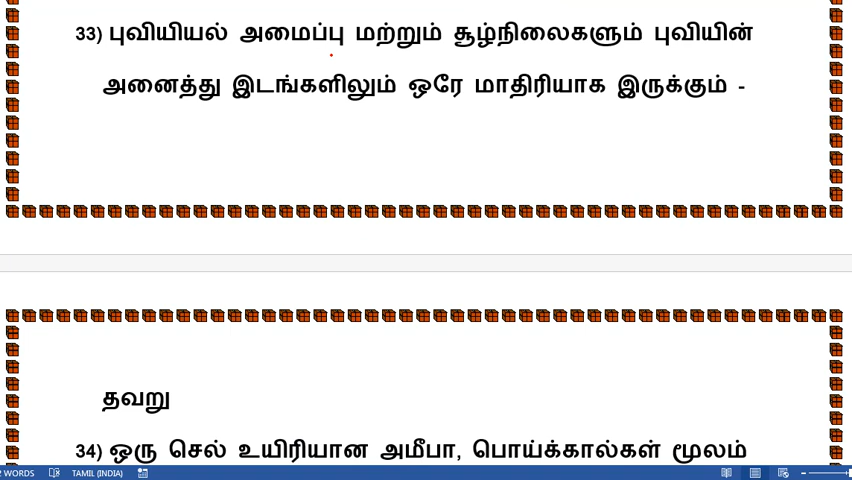 33) புவியியல் அமைப்பு மற்றும் சூழ்நிலைகளும் புவியின்
அனைத்து இடங்களிலும் ஒரே மாதிரியாக இருக்கும் -
தவறு
34) ஒரு செல் உயிரியான அமீபா, பொய்க்கால்கள் மூலம்
WORDS TAMIL (INDIA)